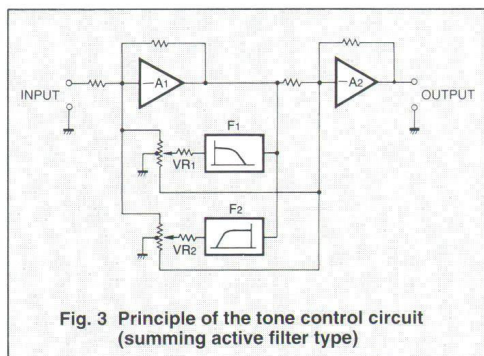 INPUT
−A1
−A2
OUTPUT
F1
VR1
F2
VR2
Fig. 3 Principle of the tone control circuit
(summing active filter type)